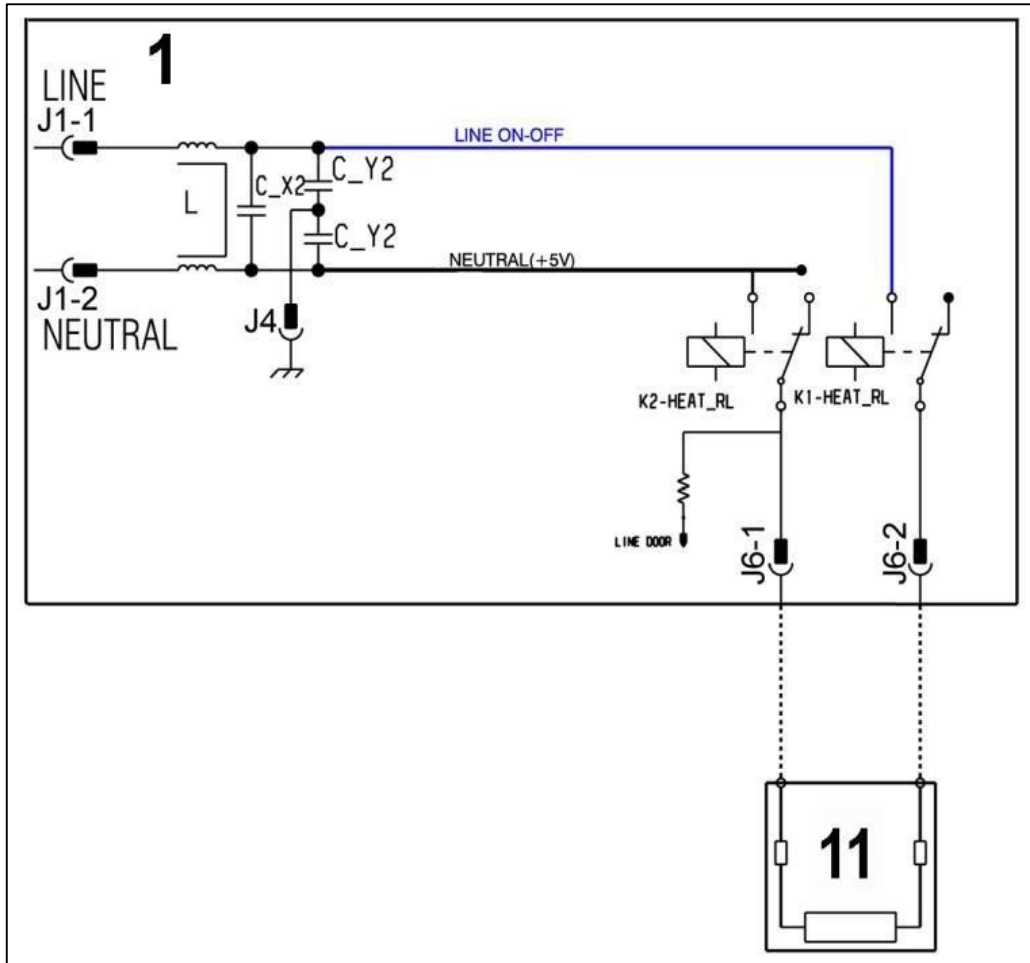 1
LINE
J1-1
LINE ON-OFF
L
C_X2
C_Y2
C_Y2
NEUTRAL(+5V)
J1-2
NEUTRAL
J4
K2-HEAT_RL
K1-HEAT_RL
LINE DOOR
J6-1
J6-2
11